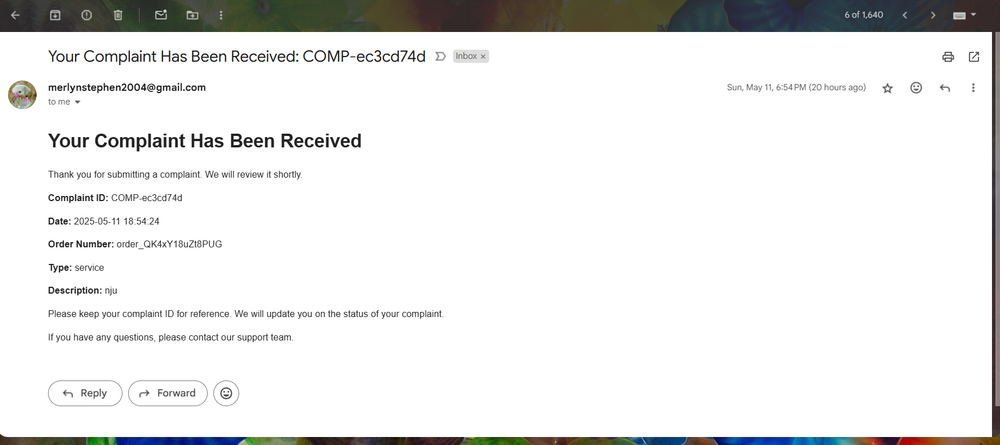 6 of 1,640
Your Complaint Has Been Received: COMP-ec3cd74d Inbox ×
merlynstephen2004@gmail.com Sun, May 11, 6:54 PM (20 hours ago)
to me
Your Complaint Has Been Received
Thank you for submitting a complaint. We will review it shortly.
Complaint ID: COMP-ec3cd74d
Date: 2025-05-11 18:54:24
Order Number: order_QK4xY18uZt8PUG
Type: service
Description: nju
Please keep your complaint ID for reference. We will update you on the status of your complaint.
If you have any questions, please contact our support team.
Reply Forward